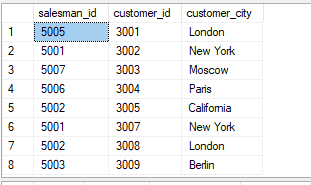 salesman_id customer_id customer_city
1 5005 3001 London
2 5001 3002 New York
3 5007 3003 Moscow
4 5006 3004 Paris
5 5002 3005 California
6 5001 3007 New York
7 5002 3008 London
8 5003 3009 Berlin